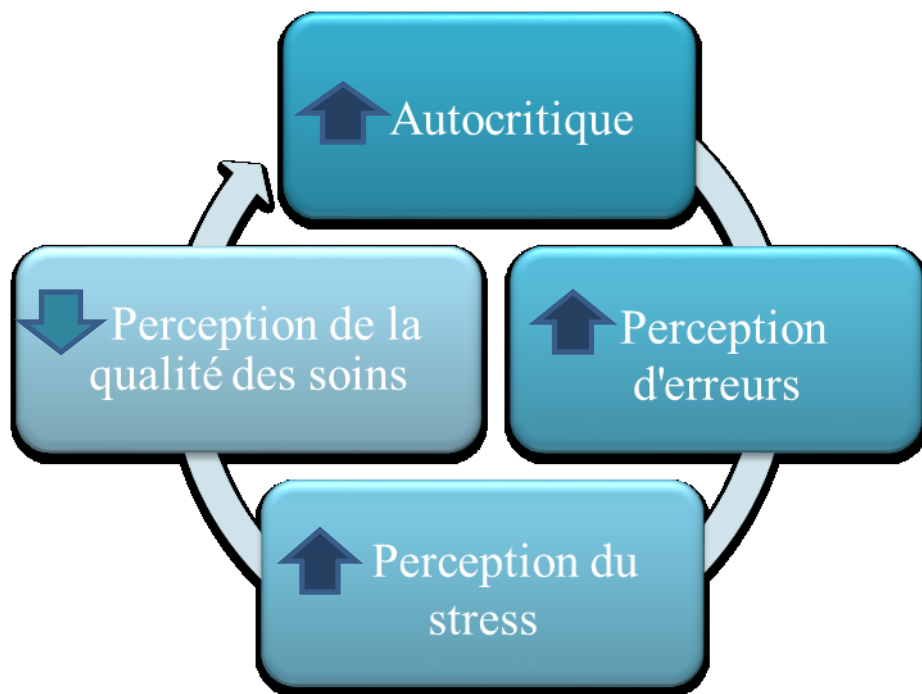 Autocritique
Perception
d'erreurs
Perception du
stress
Perception de la
qualité des soins